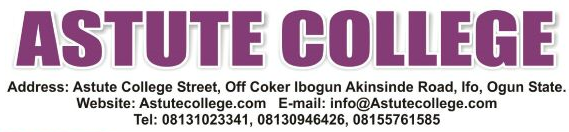 ASTUTE COLLEGE
Address: Astute College Street, Off Coker Ibogun Akinsinde Road, Ifo, Ogun State.
Website: Astutecollege.com E-mail: info@Astutecollege.com
Tel: 08131023341, 08130946426, 08155761585